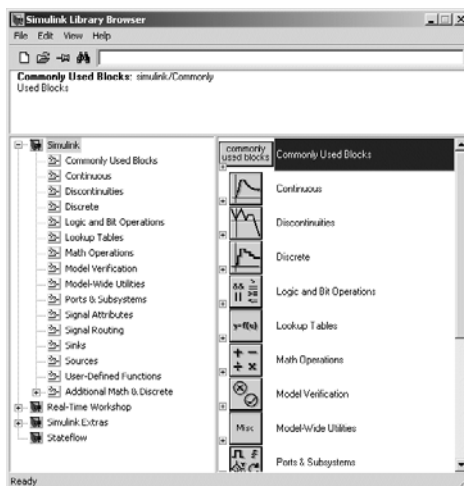 Simulink Library Browser
File Edit View Help
Commonly Used Blocks: simulink/Commonly
Used Blocks
Simulink
Commonly Used Blocks
Continuous
Discontinuities
Discrete
Logic and Bit Operations
Lookup Tables
Math Operations
Model Verification
Model-Wide Utilities
Ports & Subsystems
Signal Attributes
Signal Routing
Sinks
Sources
User-Defined Functions
Additional Math & Discrete
Real-Time Workshop
Simulink Extras
Stateflow
commonly
used blocks
Commonly Used Blocks
Continuous
Discontinuities
Discrete
Logic and Bit Operations
y=f(u)
Lookup Tables
+ −
÷ ×
Math Operations
Model Verification
Misc
Model-Wide Utilities
Ports & Subsystems
Ready